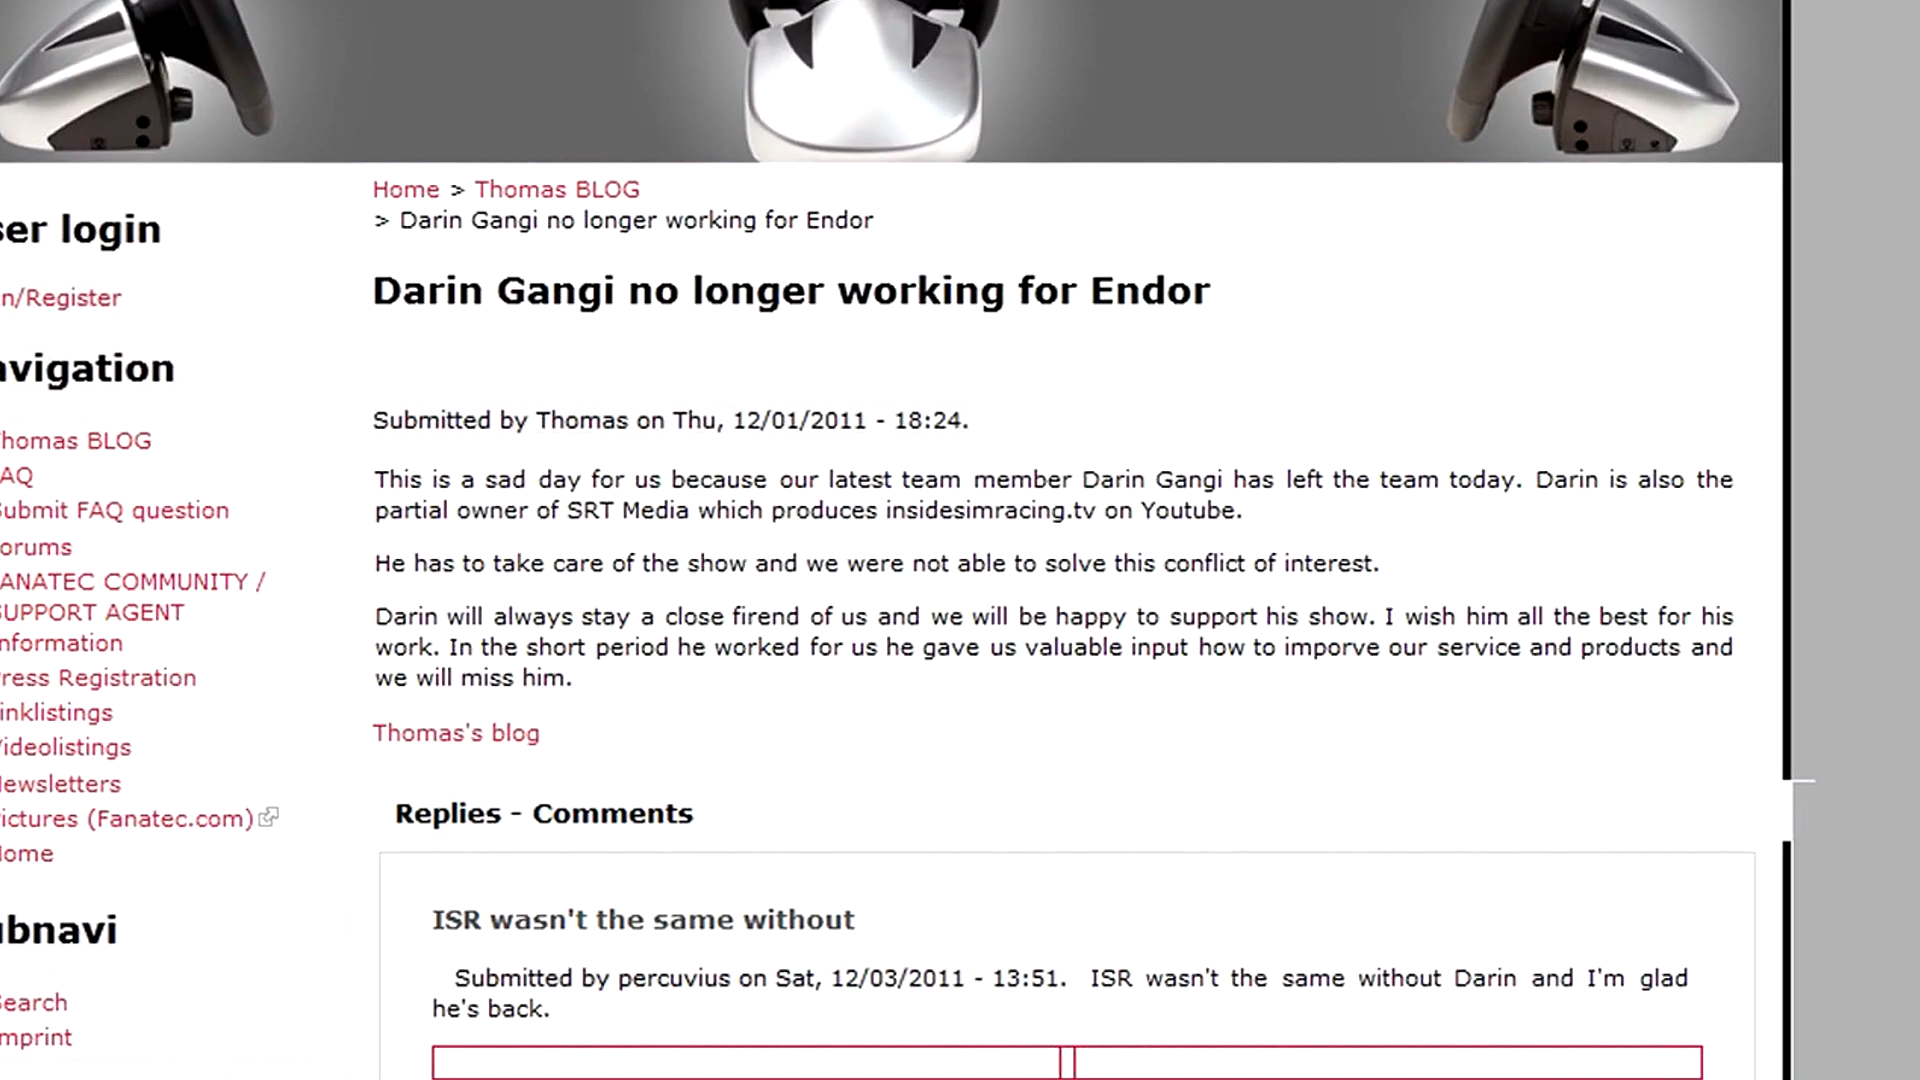 Home > Thomas BLOG
> Darin Gangi no longer working for Endor
ser login
n/Register
avigation
Thomas BLOG
AQ
Submit FAQ question
orums
ANATEC COMMUNITY /
SUPPORT AGENT
nformation
ress Registration
inklistings
Videolistings
Newsletters
ictures (Fanatec.com)
Home
ubnavi
Search
mprint
Darin Gangi no longer working for Endor
Submitted by Thomas on Thu, 12/01/2011 - 18:24.
This is a sad day for us because our latest team member Darin Gangi has left the team today. Darin is also the
partial owner of SRT Media which produces insidesimracing.tv on Youtube.
He has to take care of the show and we were not able to solve this conflict of interest.
Darin will always stay a close firend of us and we will be happy to support his show. I wish him all the best for his
work. In the short period he worked for us he gave us valuable input how to imporve our service and products and
we will miss him.
Thomas's blog
Replies - Comments
ISR wasn't the same without
Submitted by percuvius on Sat, 12/03/2011 - 13:51. ISR wasn't the same without Darin and I'm glad
he's back.